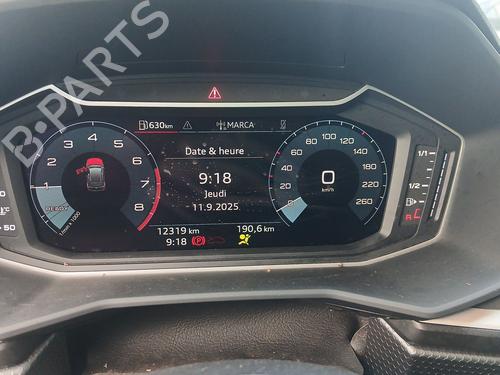 630km
MARCA
Date & heure
9:18
Jeudi
11.9.2025
12319 km
9:18
190,6 km
1 2 3 4 5 6 7 8
READY
1/min x 1000
0
km/h
20 40 60 80 100 120 140 160 180 200 220 240 260
1/1
1/2
R
°C
50
B-PARTS